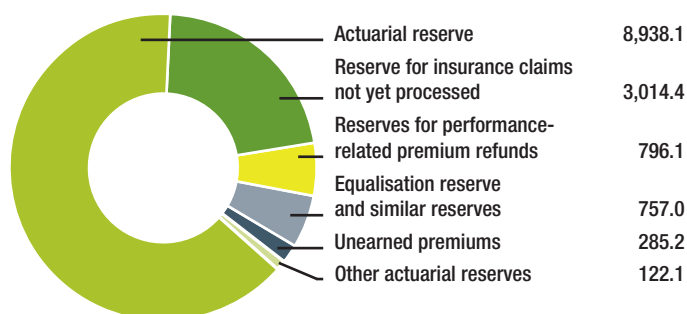 Actuarial reserve 8,938.1
Reserve for insurance claims
not yet processed 3,014.4
Reserves for performance-
related premium refunds 796.1
Equalisation reserve
and similar reserves 757.0
Unearned premiums 285.2
Other actuarial reserves 122.1